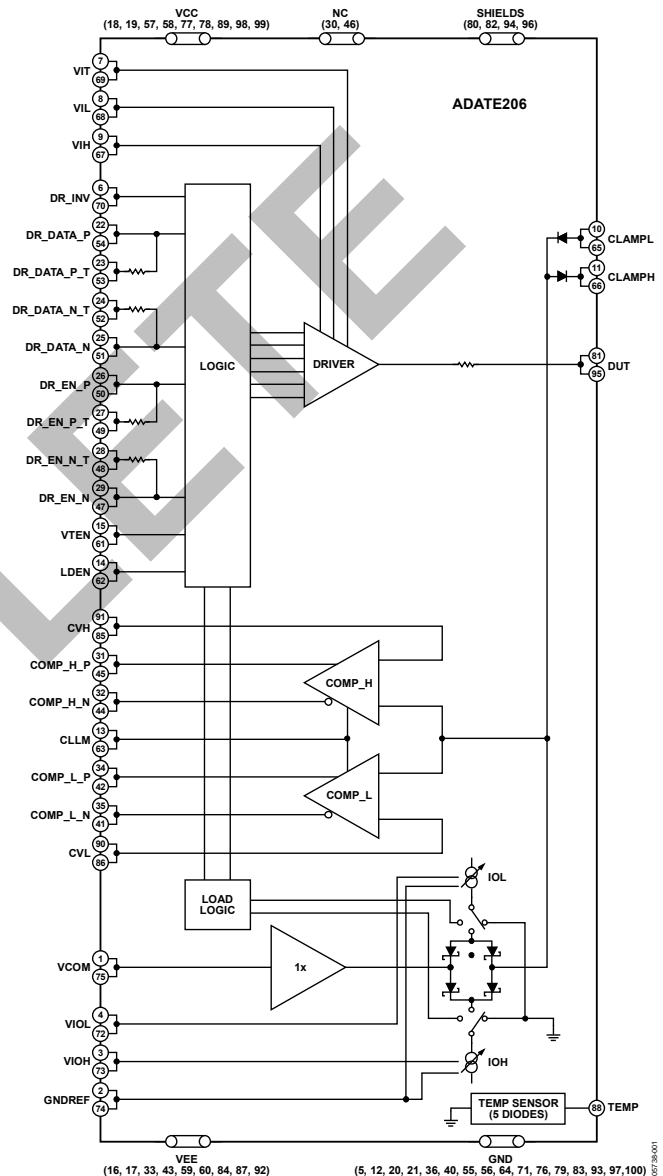 VCC
(18, 19, 57, 58, 77, 78, 89, 98, 99)
NC
(30, 46)
SHIELDS
(80, 82, 94, 96)
ADATE206
7
VIT
69
8
VIL
68
9
VIH
67
6
DR_INV
70
22
DR_DATA_P
54
23
DR_DATA_P_T
53
24
DR_DATA_N_T
52
25
DR_DATA_N
51
26
DR_EN_P
50
27
DR_EN_P_T
49
28
DR_EN_N_T
48
29
DR_EN_N
47
15
VTEN
61
14
LDEN
62
LOGIC
DRIVER
10
CLAMPL
65
11
CLAMPH
66
81
DUT
95
91
CVH
85
31
COMP_H_P
45
32
COMP_H_N
44
13
CLLM
63
34
COMP_L_P
42
35
COMP_L_N
41
90
CVL
86
COMP_H
COMP_L
LOAD
LOGIC
IOL
1
VCOM
75
1x
4
VIOL
72
3
VIOH
73
2
GNDREF
74
IOH
TEMP SENSOR
(5 DIODES)
88
TEMP
VEE
(16, 17, 33, 43, 59, 60, 84, 87, 92)
GND
(5, 12, 20, 21, 36, 40, 55, 56, 64, 71, 76, 79, 83, 93, 97,100)
05738-001
LETE